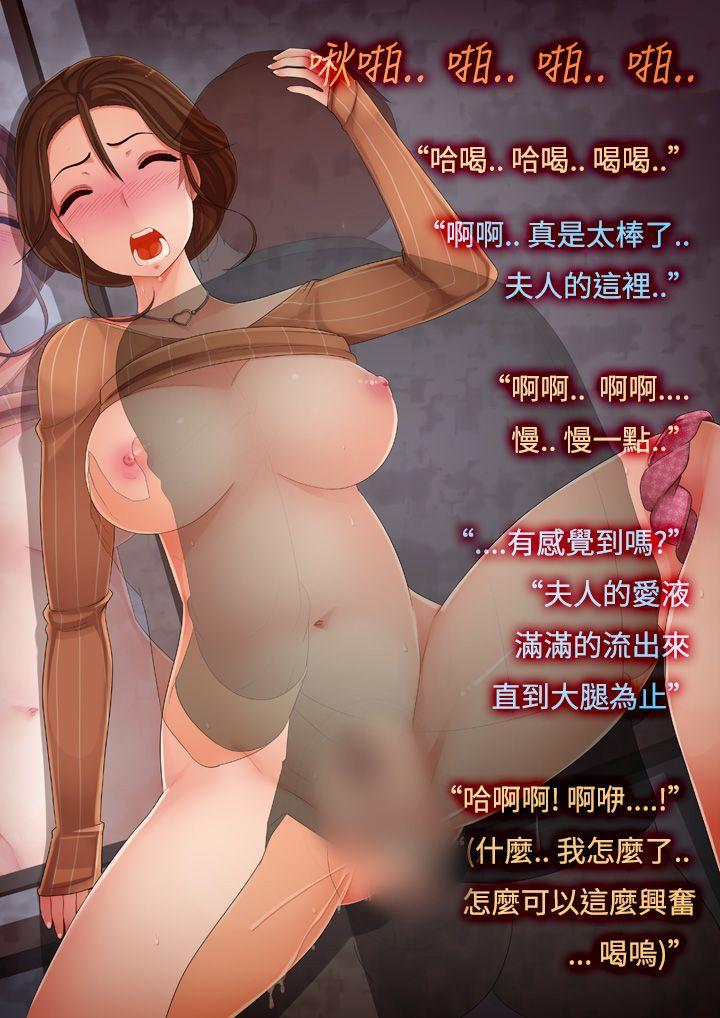 啾啪.. 啪.. 啪.. 啪..
“哈喝.. 哈喝.. 喝喝..”
“啊啊.. 真是太棒了..
夫人的這裡..”
“啊啊.. 啊啊....
慢.. 慢一點..”
“....有感覺到嗎?”
“夫人的愛液
滿滿的流出來
直到大腿為止”
“哈啊啊! 啊咿....!”
(什麼.. 我怎麼了..
怎麼可以這麼興奮
... 喝嗚)”